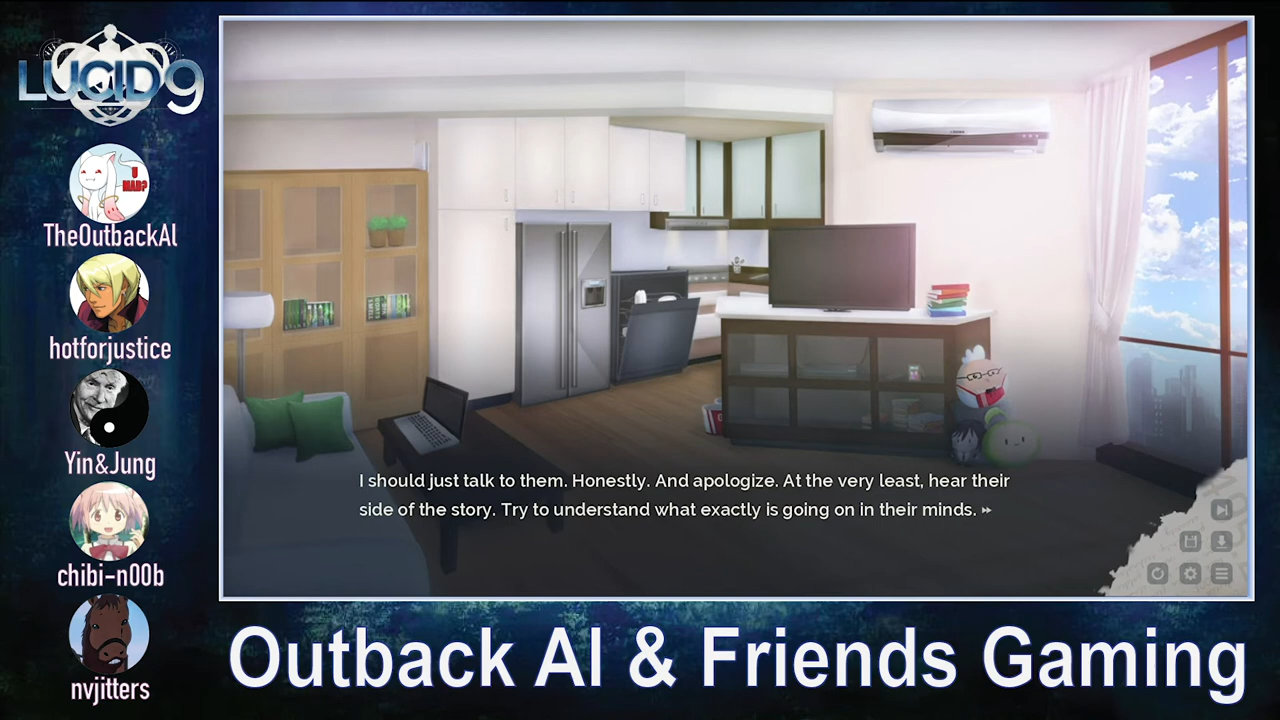 LUCID9
U
MAD?
TheOutbackAl
hotforjustice
Yin&Jung
chibi-n00b
nvjitters
I should just talk to them. Honestly. And apologize. At the very least, hear their
side of the story. Try to understand what exactly is going on in their minds.
Outback Al & Friends Gaming